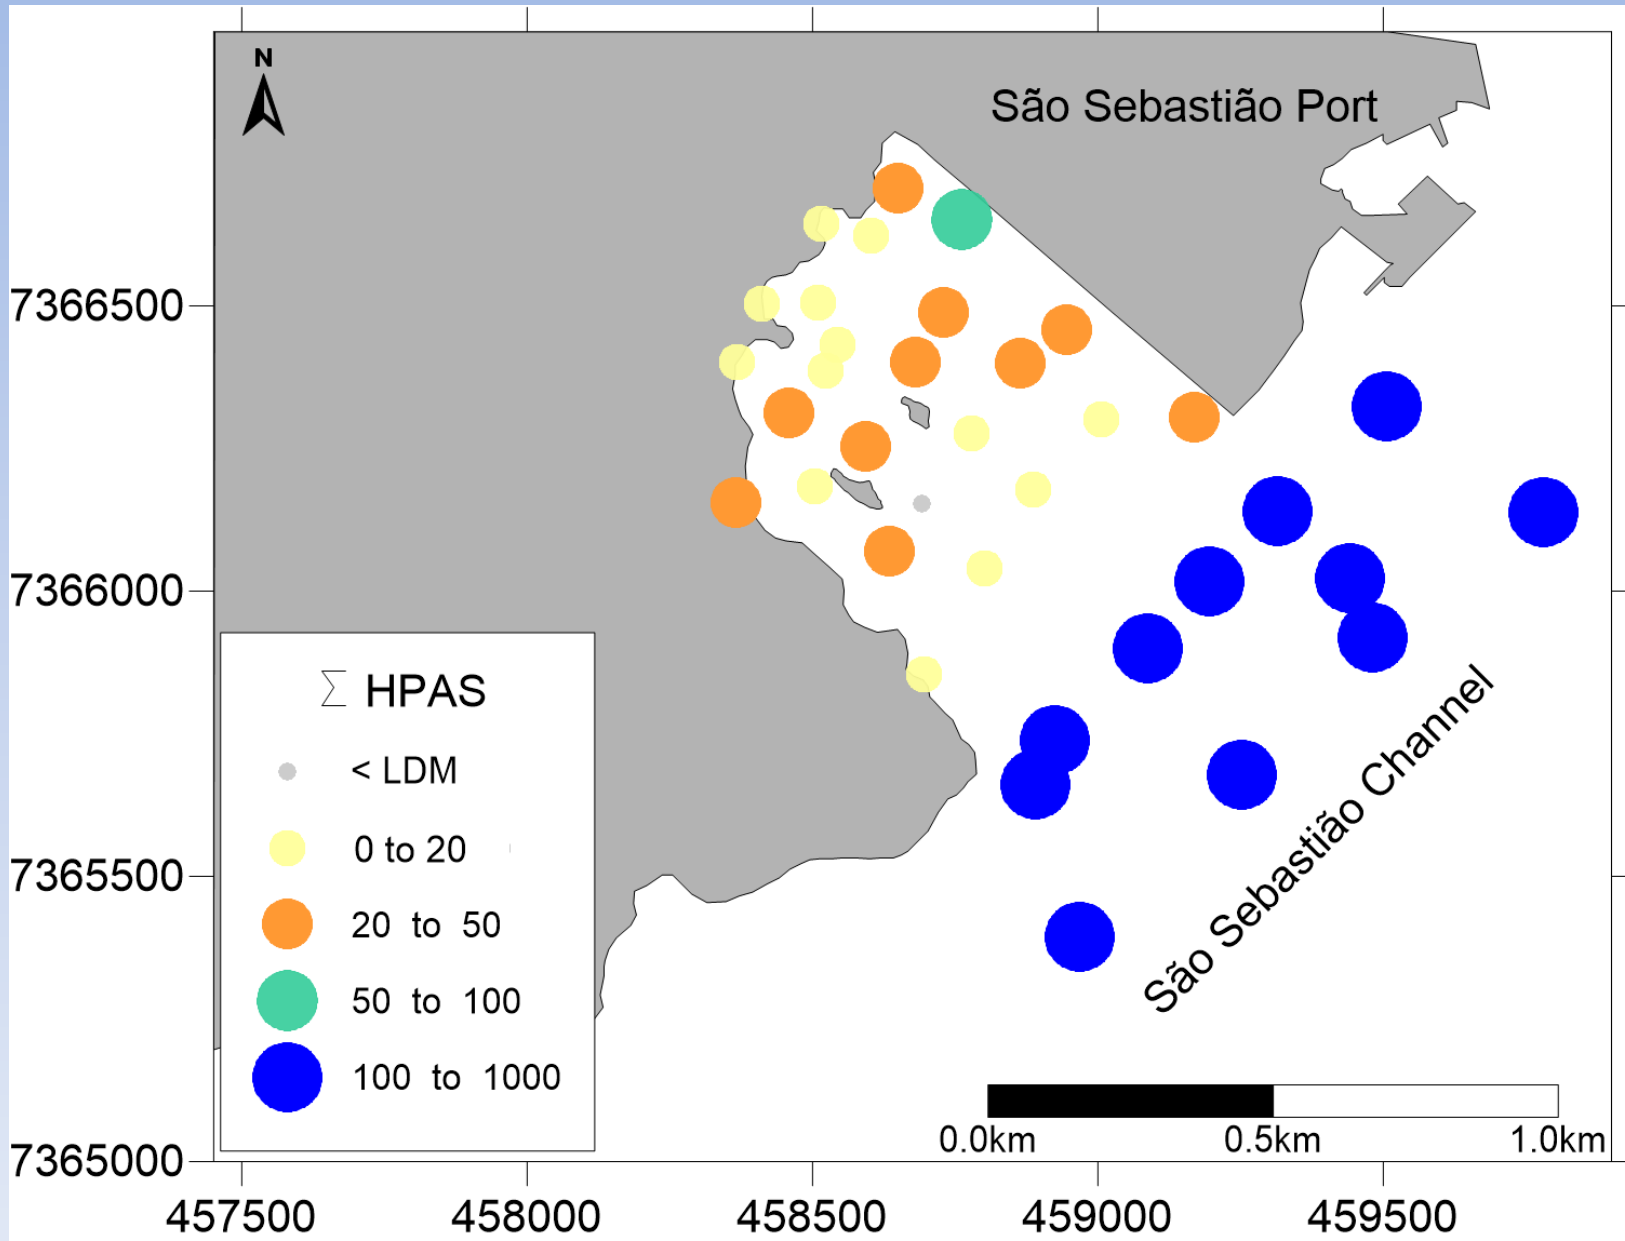 N
São Sebastião Port
7366500
7366000
7365500
7365000
Σ HPAS
< LDM
0 to 20
20 to 50
50 to 100
100 to 1000
São Sebastião Channel
0.0km 0.5km 1.0km
457500 458000 458500 459000 459500